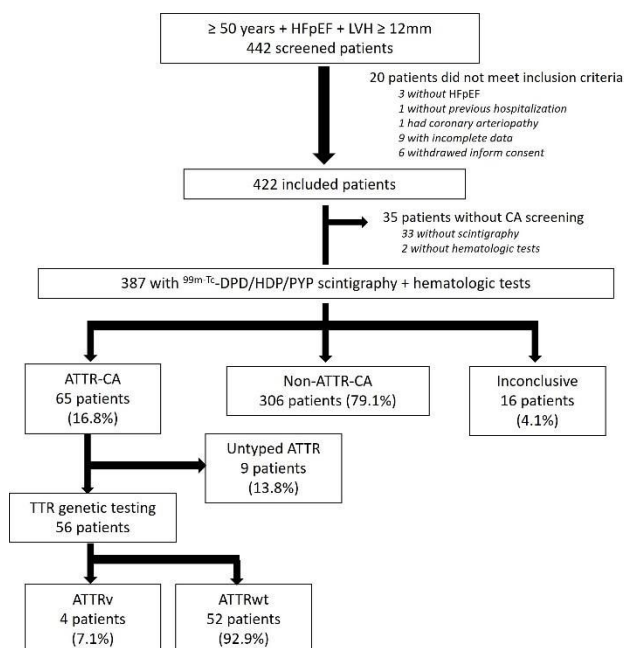 ≥ 50 years + HFpEF + LVH ≥ 12mm
442 screened patients
20 patients did not meet inclusion criteria
3 without HFpEF
1 without previous hospitalization
1 had coronary arteriopathy
9 with incomplete data
6 withdrawed inform consent
422 included patients
35 patients without CA screening
33 without scintigraphy
2 without hematologic tests
387 with 99m-Tc-DPD/HDP/PYP scintigraphy + hematologic tests
ATTR-CA
65 patients
(16.8%)
Non-ATTR-CA
306 patients (79.1%)
Inconclusive
16 patients
(4.1%)
Untyped ATTR
9 patients
(13.8%)
TTR genetic testing
56 patients
ATTRv
4 patients
(7.1%)
ATTRwt
52 patients
(92.9%)